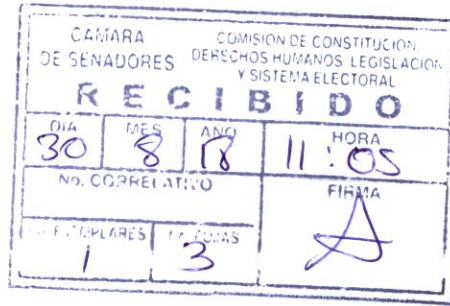 CAMARA DE SENADORES
COMISION DE CONSTITUCION,
DERECHOS HUMANOS, LEGISLACION
Y SISTEMA ELECTORAL
RECIBIDO
DIA MES AÑO HORA
30 8 18 11:05
No. CORRELATIVO FIRMA
EJEMPLARES FOJAS
1 3